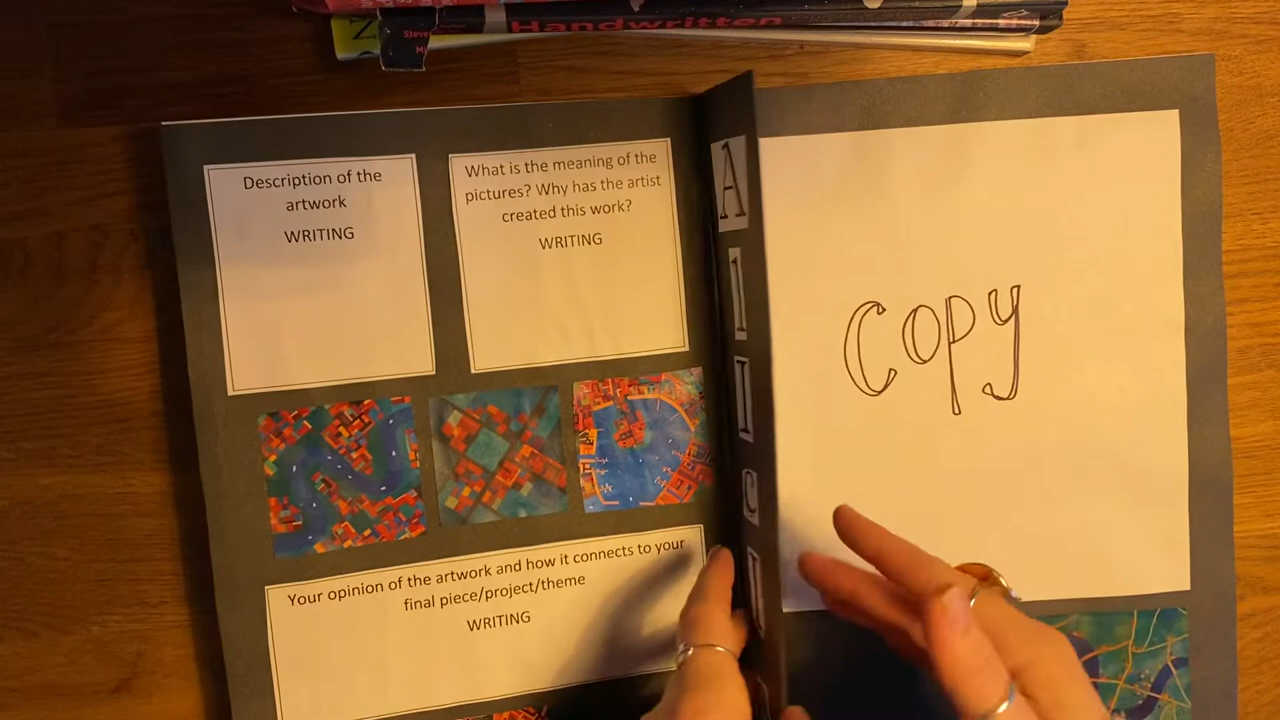 Handwritten
Steve
Description of the
artwork
WRITING
What is the meaning of the
pictures? Why has the artist
created this work?
WRITING
Your opinion of the artwork and how it connects to your
final piece/project/theme
WRITING
A
l
I
C
I
Copy